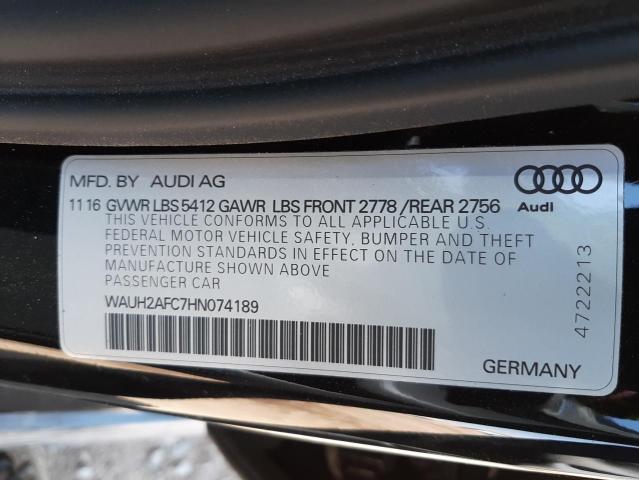 MFD. BY AUDI AG
11 16 GVWR LBS 5412 GAWR LBS FRONT 2778 /REAR 2756
Audi
THIS VEHICLE CONFORMS TO ALL APPLICABLE U.S.
FEDERAL MOTOR VEHICLE SAFETY, BUMPER AND THEFT
PREVENTION STANDARDS IN EFFECT ON THE DATE OF
MANUFACTURE SHOWN ABOVE.
PASSENGER CAR
WAUH2AFC7HN074189
47222213
GERMANY